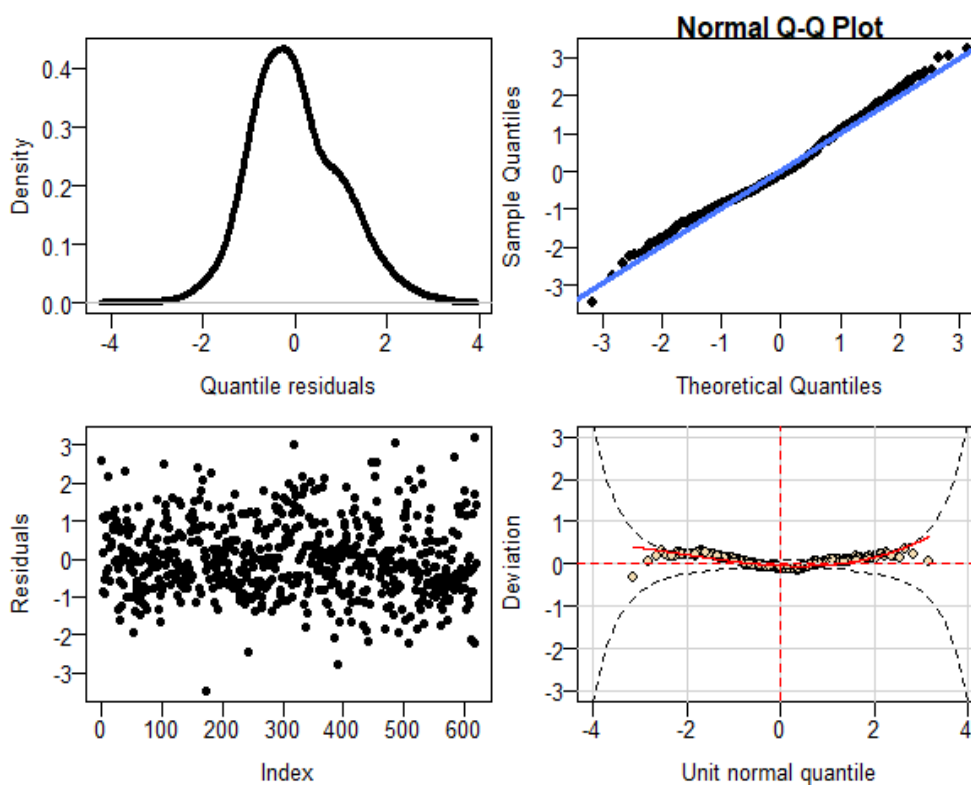 Density
0.4
0.3
0.2
0.1
0.0
-4 -2 0 2 4
Quantile residuals
Normal Q-Q Plot
Sample Quantiles
3
2
1
0
-1
-2
-3
-3 -2 -1 0 1 2 3
Theoretical Quantiles
Residuals
3
2
1
0
-1
-2
-3
0 100 200 300 400 500 600
Index
Deviation
3
2
1
0
-1
-2
-3
-4 -2 0 2 4
Unit normal quantile